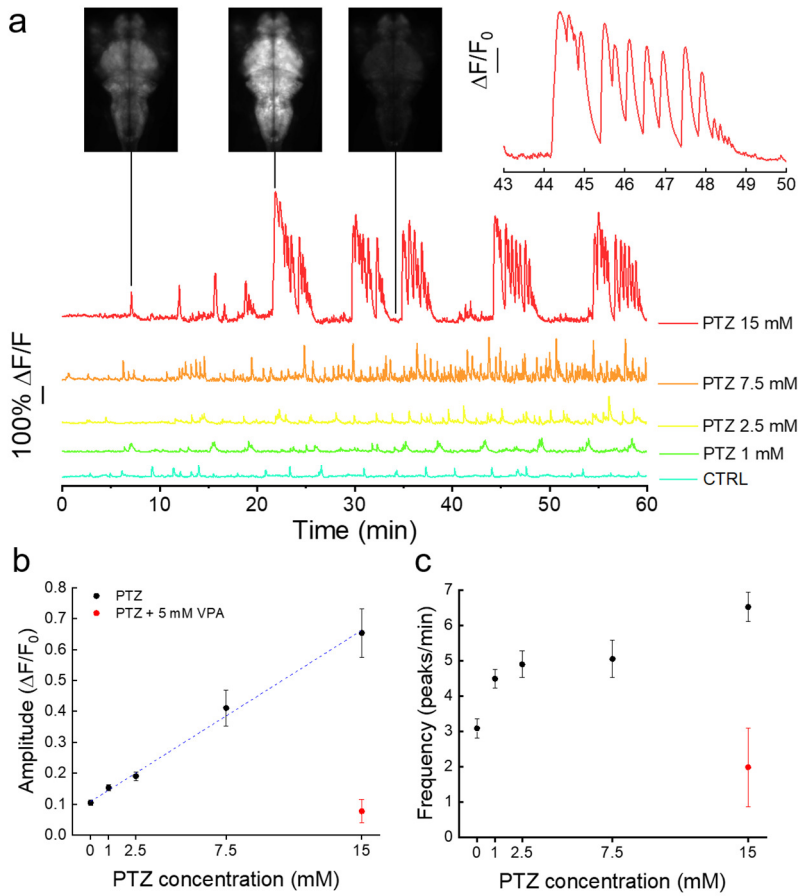 a
ΔF/F0
43 44 45 46 47 48 49 50
100% ΔF/F
PTZ 15 mM
PTZ 7.5 mM
PTZ 2.5 mM
PTZ 1 mM
CTRL
0 10 20 30 40 50 60
Time (min)
b
Amplitude (ΔF/F0)
0.8
0.7
0.6
0.5
0.4
0.3
0.2
0.1
0.0
PTZ
PTZ + 5 mM VPA
0 1 2.5 7.5 15
PTZ concentration (mM)
c
Frequency (peaks/min)
7
6
5
4
3
2
1
0
0 1 2.5 7.5 15
PTZ concentration (mM)